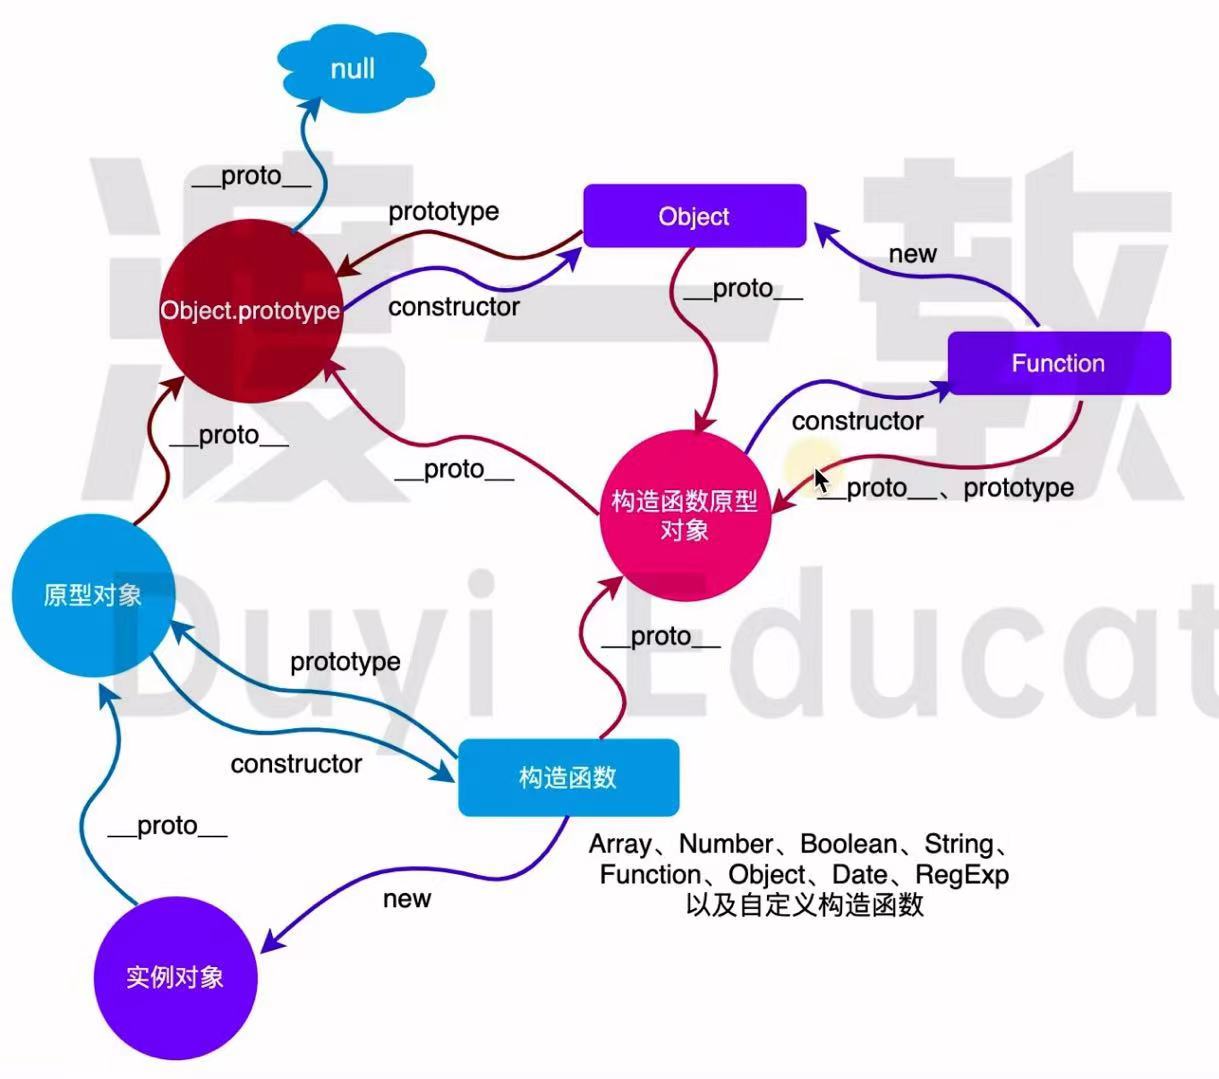 null
__proto__
prototype
Object
new
__proto__
Object.prototype
constructor
Function
constructor
__proto__
__proto__
__proto__、prototype
构造函数原型
对象
原型对象
__proto__
prototype
constructor
构造函数
__proto__
Array、Number、Boolean、String、
Function、Object、Date、RegExp
以及自定义构造函数
new
实例对象
渡一教
Duyi Educat